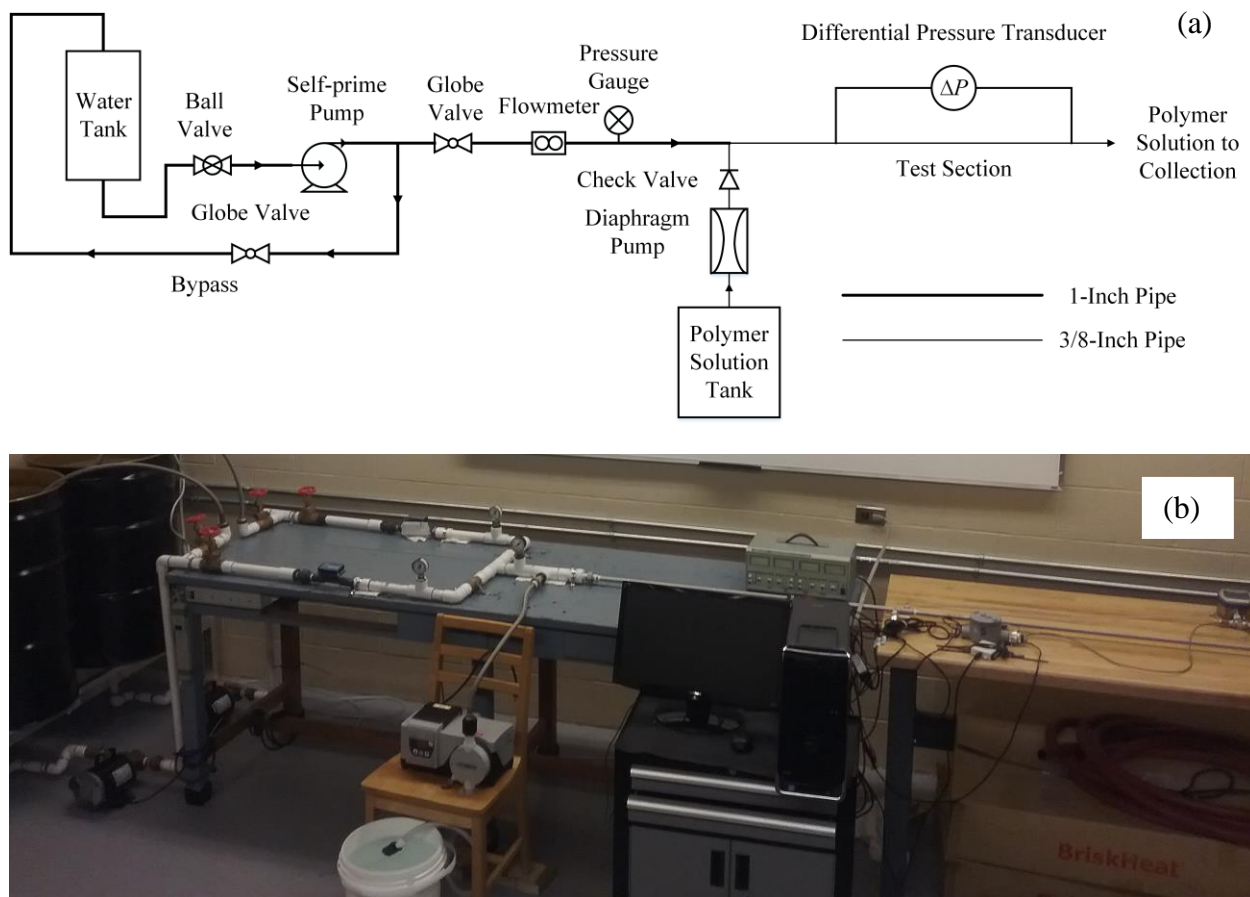 (a)
Differential Pressure Transducer
ΔP
Pressure
Gauge
Water
Tank
Ball
Valve
Self-prime
Pump
Globe
Valve
Flowmeter
Polymer
Solution to
Collection
Test Section
Check Valve
Globe Valve
Diaphragm
Pump
Bypass
1-Inch Pipe
3/8-Inch Pipe
Polymer
Solution
Tank
(b)
BriskHeat